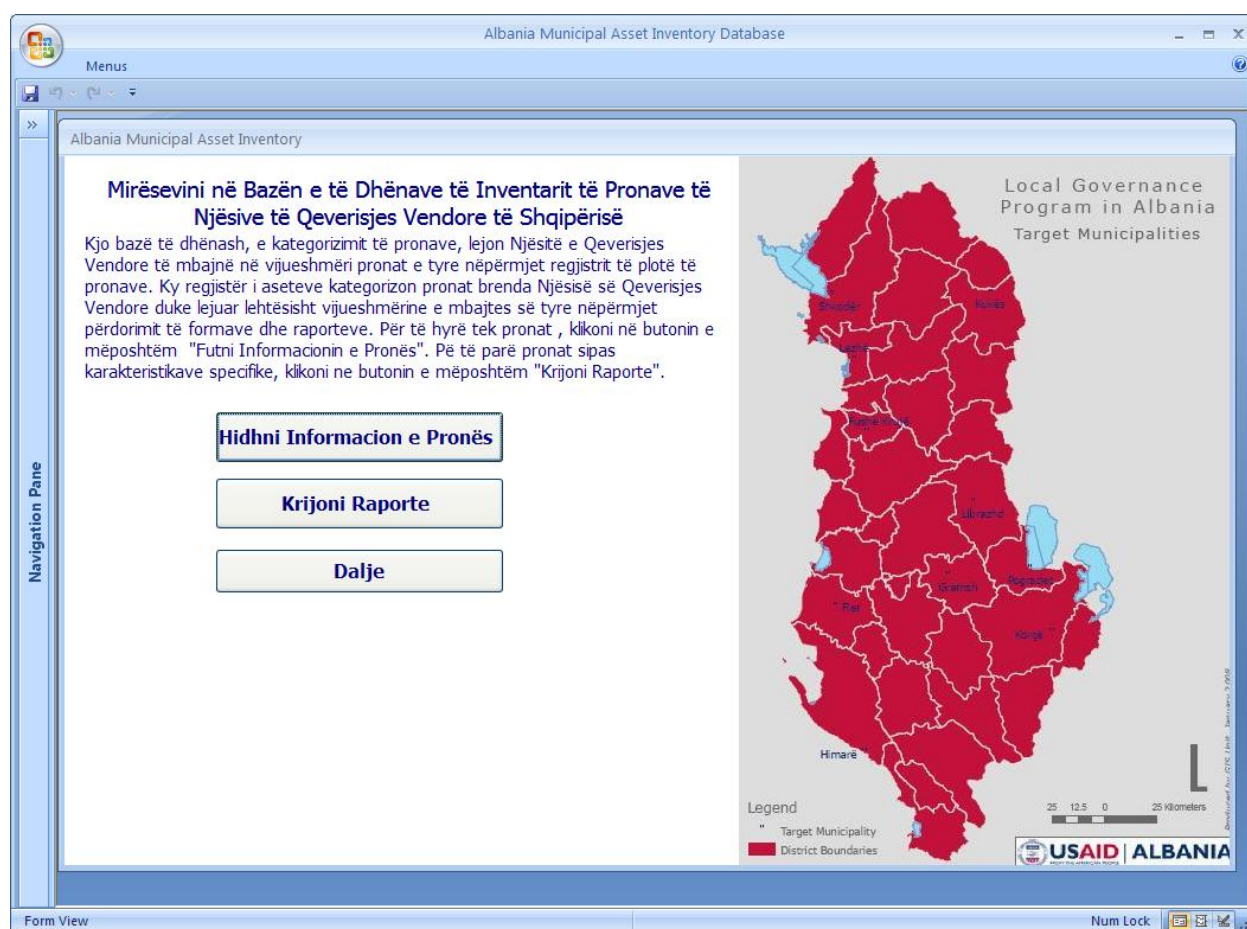 Albania Municipal Asset Inventory Database
Menus
Albania Municipal Asset Inventory
Navigation Pane
Mirësevini në Bazën e të Dhënave të Inventarit të Pronave të
Njësive të Qeverisjes Vendore të Shqipërisë
Kjo bazë të dhënash, e kategorizimit të pronave, lejon Njësitë e Qeverisjes
Vendore të mbajnë në vijueshmëri pronat e tyre nëpërmjet regjistrit të plotë të
pronave. Ky regjistër i aseteve kategorizon pronat brenda Njësisë së Qeverisjes
Vendore duke lejuar lehtësisht vijueshmërine e mbajtes së tyre nëpërmjet
përdorimit të formave dhe raporteve. Për të hyrë tek pronat , klikoni në butonin e
mëposhtëm "Futni Informacionin e Pronës". Pë të parë pronat sipas
karakteristikave specifike, klikoni ne butonin e mëposhtëm "Krijoni Raporte".
Hidhni Informacion e Pronës
Krijoni Raporte
Dalje
Local Governance
Program in Albania
Target Municipalities
Shkodër
Kukës
Lezhë
Fushë Krujë
Librazhd
Gramsh
Pogradec
Fier
Korçë
Himarë
Legend
Target Municipality
District Boundaries
25 12.5 0 25 Kilometers
USAID | ALBANIA
FROM THE AMERICAN PEOPLE
Form View
Num Lock